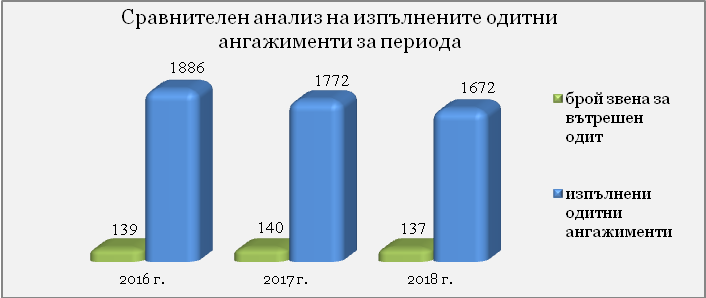 Сравнителен анализ на изпълнените одитни
ангажименти за периода
1886
1772
1672
139
140
137
2016 г.
2017 г.
2018 г.
брой звена за
вътрешен
одит
изпълнени
одитни
ангажименти